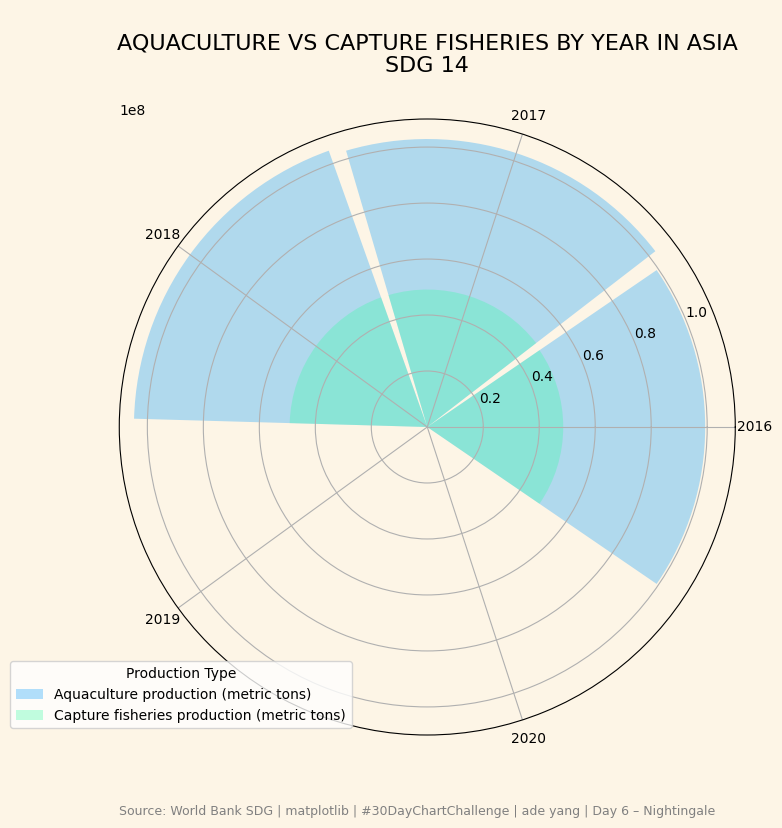 AQUACULTURE VS CAPTURE FISHERIES BY YEAR IN ASIA
SDG 14
1e8
2017
2018
1.0
0.8
0.6
0.4
0.2
2016
2019
Production Type
Aquaculture production (metric tons)
Capture fisheries production (metric tons)
2020
Source: World Bank SDG | matplotlib | #30DayChartChallenge | ade yang | Day 6 – Nightingale